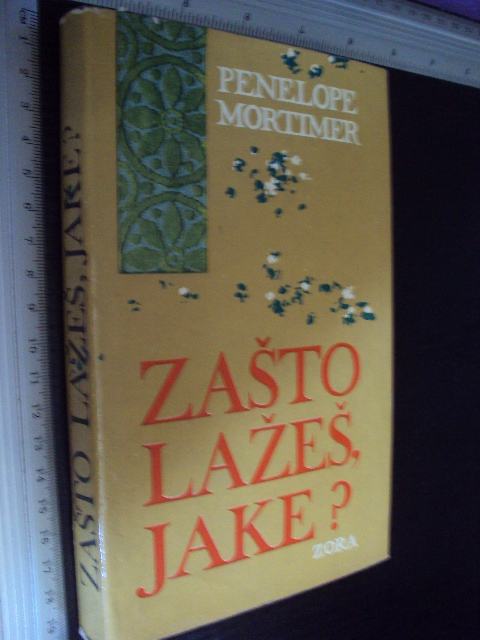 PENELOPE
MORTIMER
ZAŠTO
LAŽEŠ,
JAKE?
ZORA
ZAŠTO LAŽEŠ, JAKE?